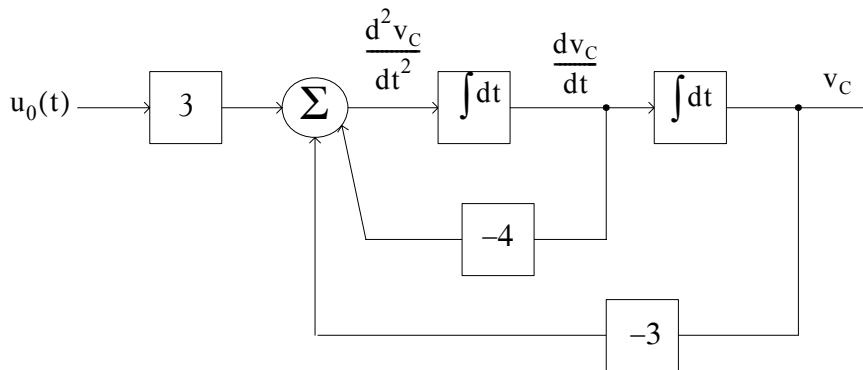 d²v_C/dt²
dv_C/dt
u₀(t)
3
Σ
∫dt
∫dt
v_C
−4
−3